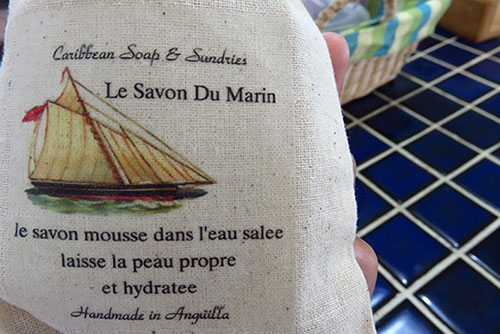 Caribbean Soap & Sundries
Le Savon Du Marin
le savon mousse dans l'eau salee
laisse la peau propre
et hydratee
Handmade in Anguilla